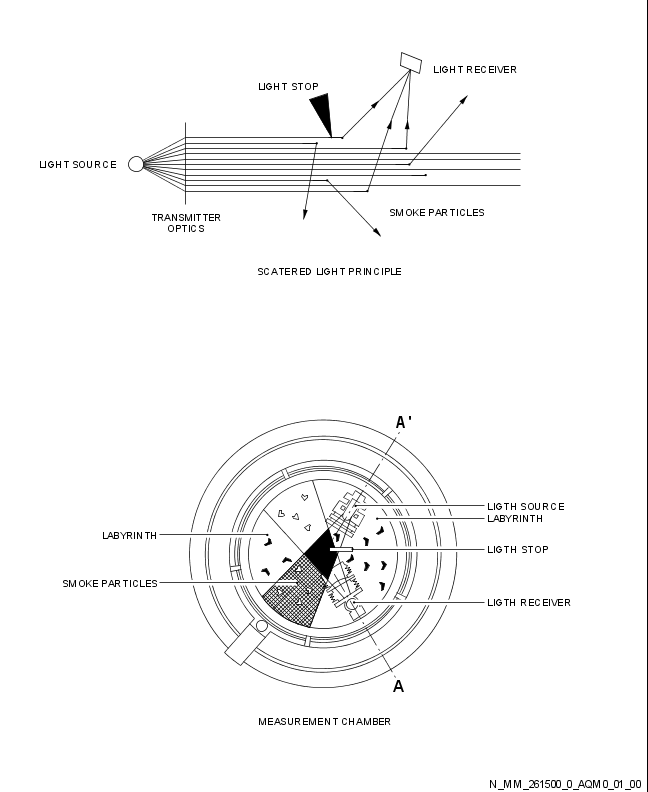 LIGHT STOP
LIGHT RECEIVER
LIGHT SOURCE
TRANSMITTER
OPTICS
SMOKE PARTICLES
SCATERED LIGHT PRINCIPLE
A'
LIGTH SOURCE
LABYRINTH
LABYRINTH
LIGTH STOP
SMOKE PARTICLES
LIGTH RECEIVER
A
MEASUREMENT CHAMBER
N_MM_261500_0_AQM0_01_00